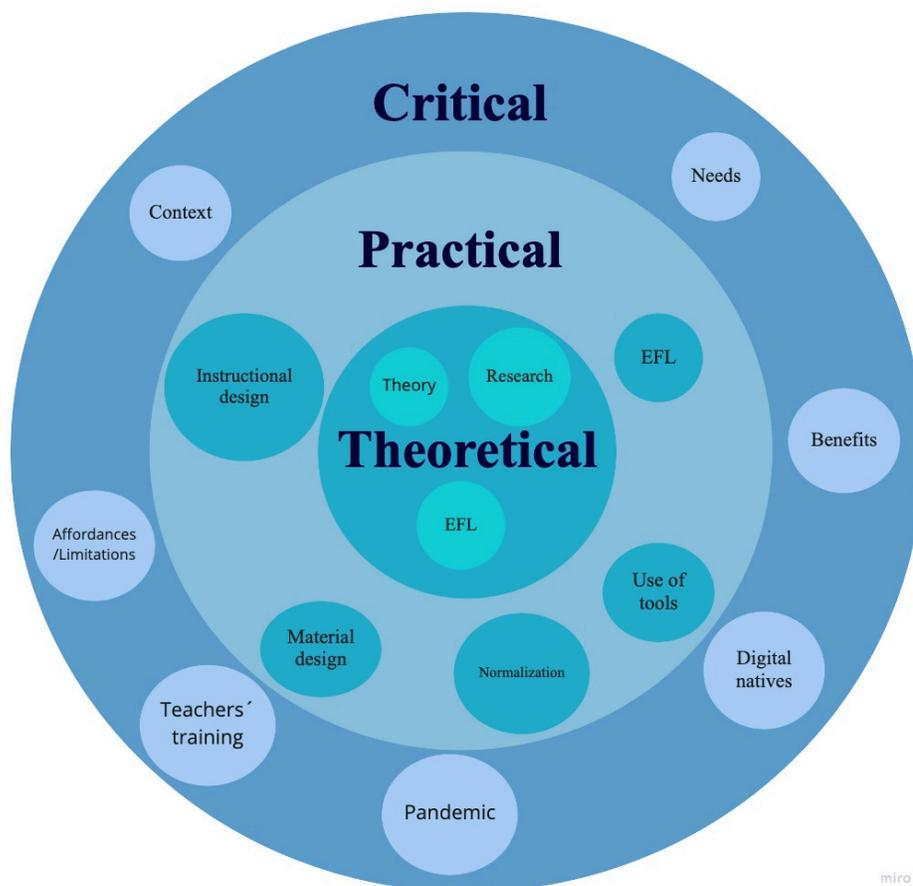 Critical
Needs
Context
Practical
Instructional
design
Theory
Research
EFL
Theoretical
Benefits
EFL
Affordances
/Limitations
Use of
tools
Material
design
Normalization
Digital
natives
Teachers´
training
Pandemic
miro